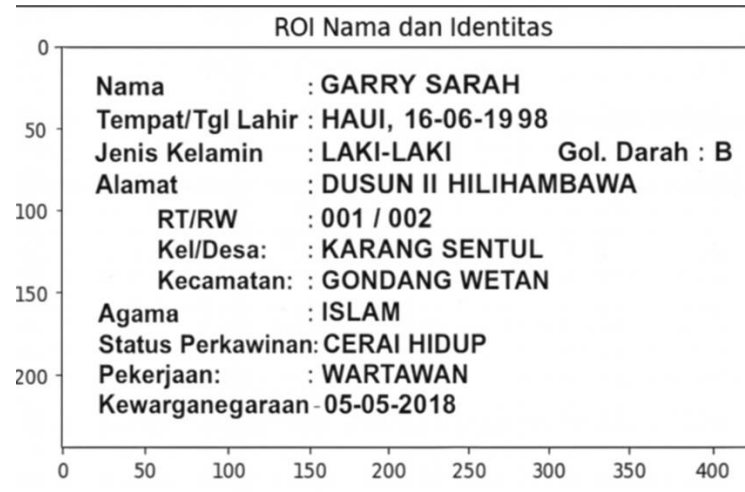 ROI Nama dan Identitas
0
Nama : GARRY SARAH
50
Tempat/Tgl Lahir : HAUI, 16-06-1998
Jenis Kelamin : LAKI-LAKI Gol. Darah : B
Alamat : DUSUN II HILIHAMBAWA
100
RT/RW : 001 / 002
Kel/Desa: : KARANG SENTUL
Kecamatan: : GONDANG WETAN
150
Agama : ISLAM
Status Perkawinan: CERAI HIDUP
200
Pekerjaan: : WARTAWAN
Kewarganegaraan - 05-05-2018
0 50 100 150 200 250 300 350 400